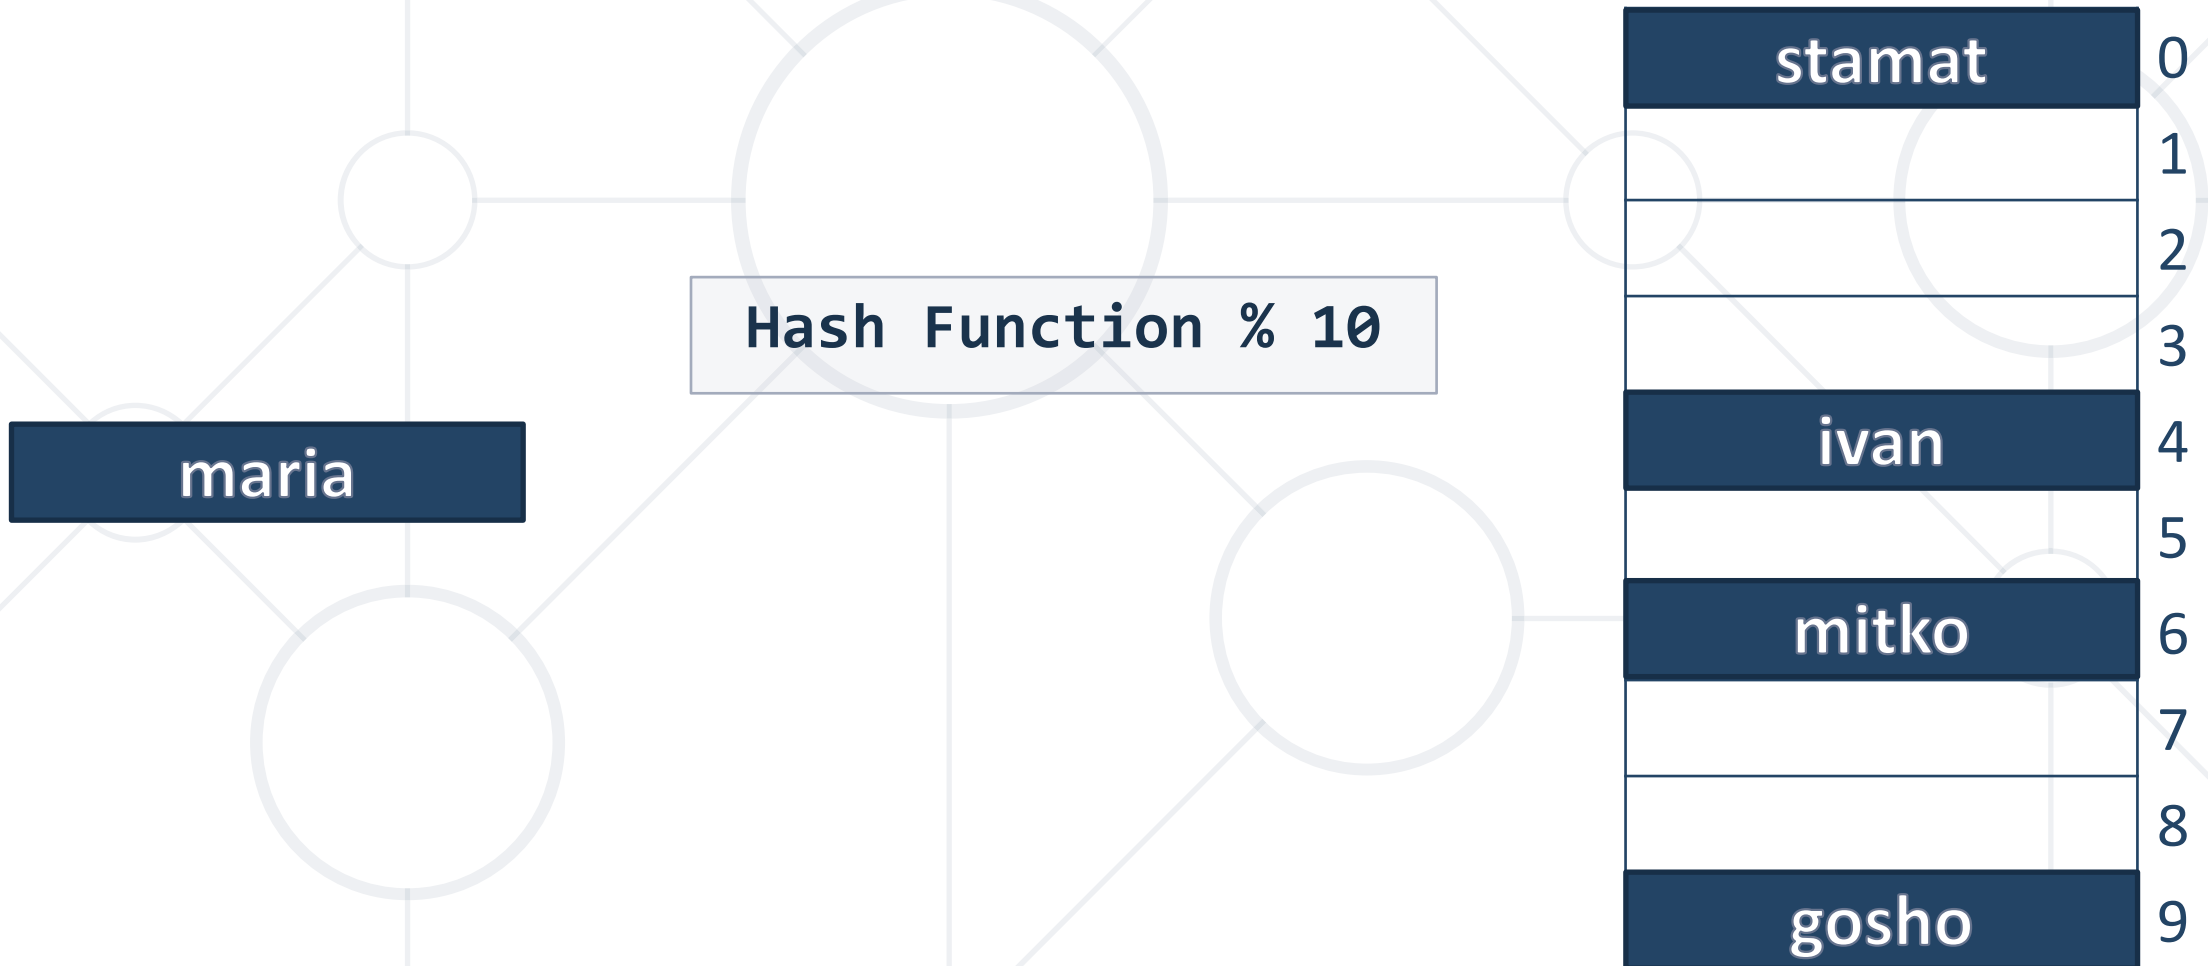 stamat 0
1
2
Hash Function % 10
3
maria
ivan 4
5
mitko 6
7
8
gosho 9